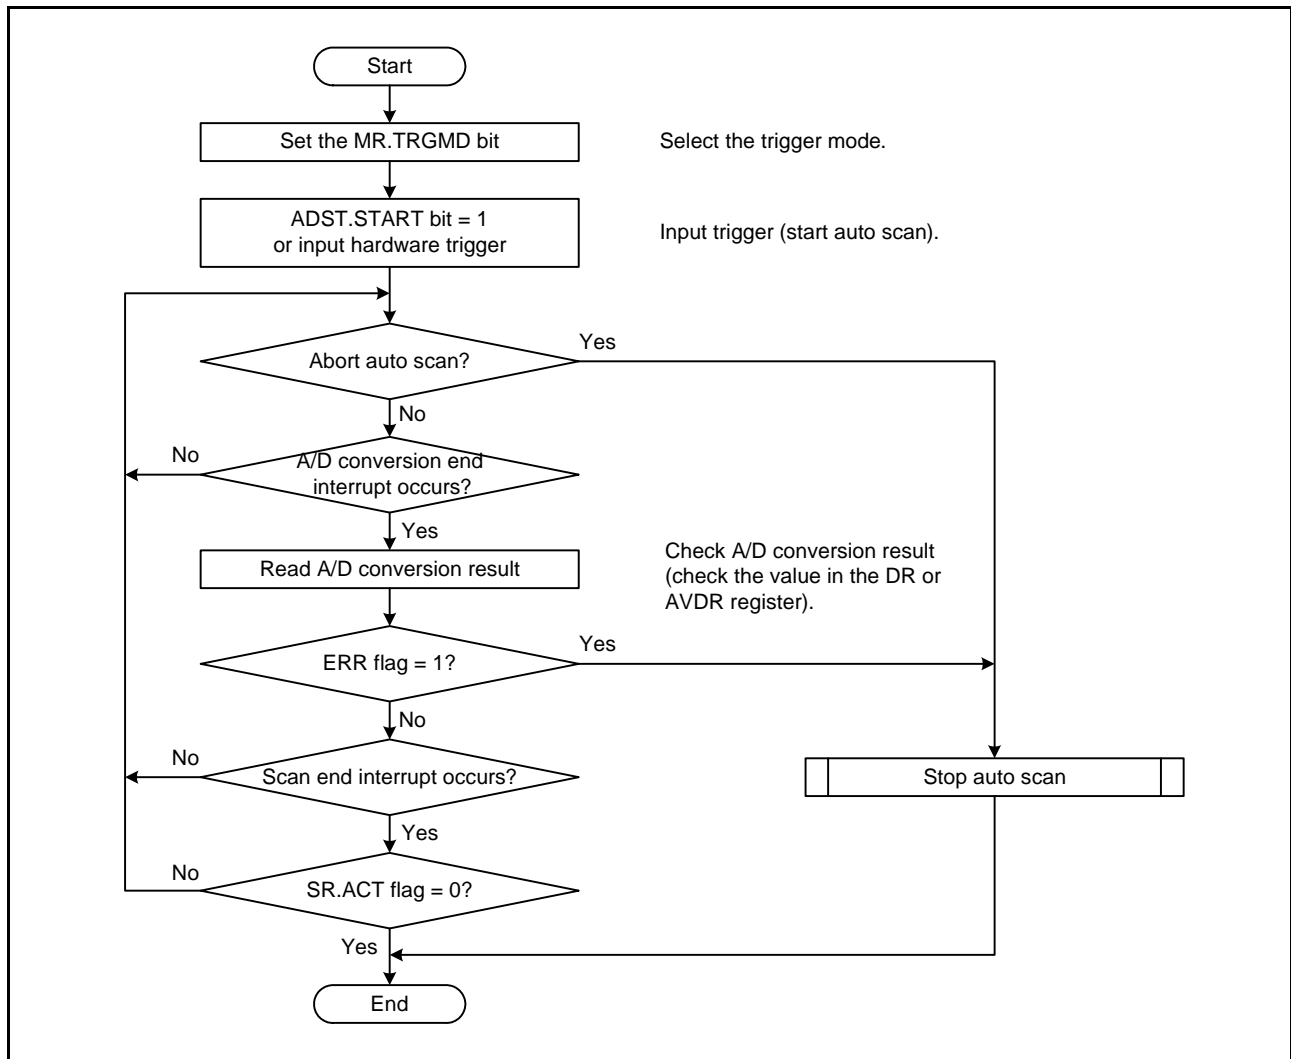 Start
Set the MR.TRGMD bit
Select the trigger mode.
ADST.START bit = 1
or input hardware trigger
Input trigger (start auto scan).
Abort auto scan?
Yes
No
A/D conversion end
interrupt occurs?
No
Yes
Read A/D conversion result
Check A/D conversion result
(check the value in the DR or
AVDR register).
ERR flag = 1?
Yes
No
Scan end interrupt occurs?
No
Yes
Stop auto scan
SR.ACT flag = 0?
No
Yes
End